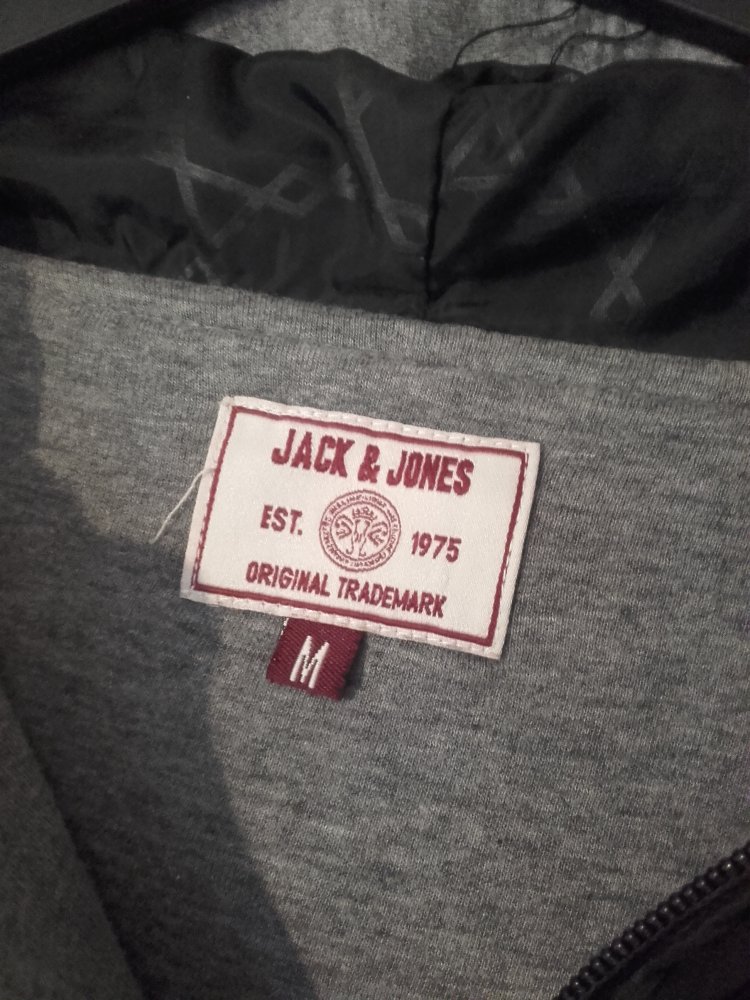 JACK & JONES
EST. 1975
ORIGINAL TRADEMARK
M